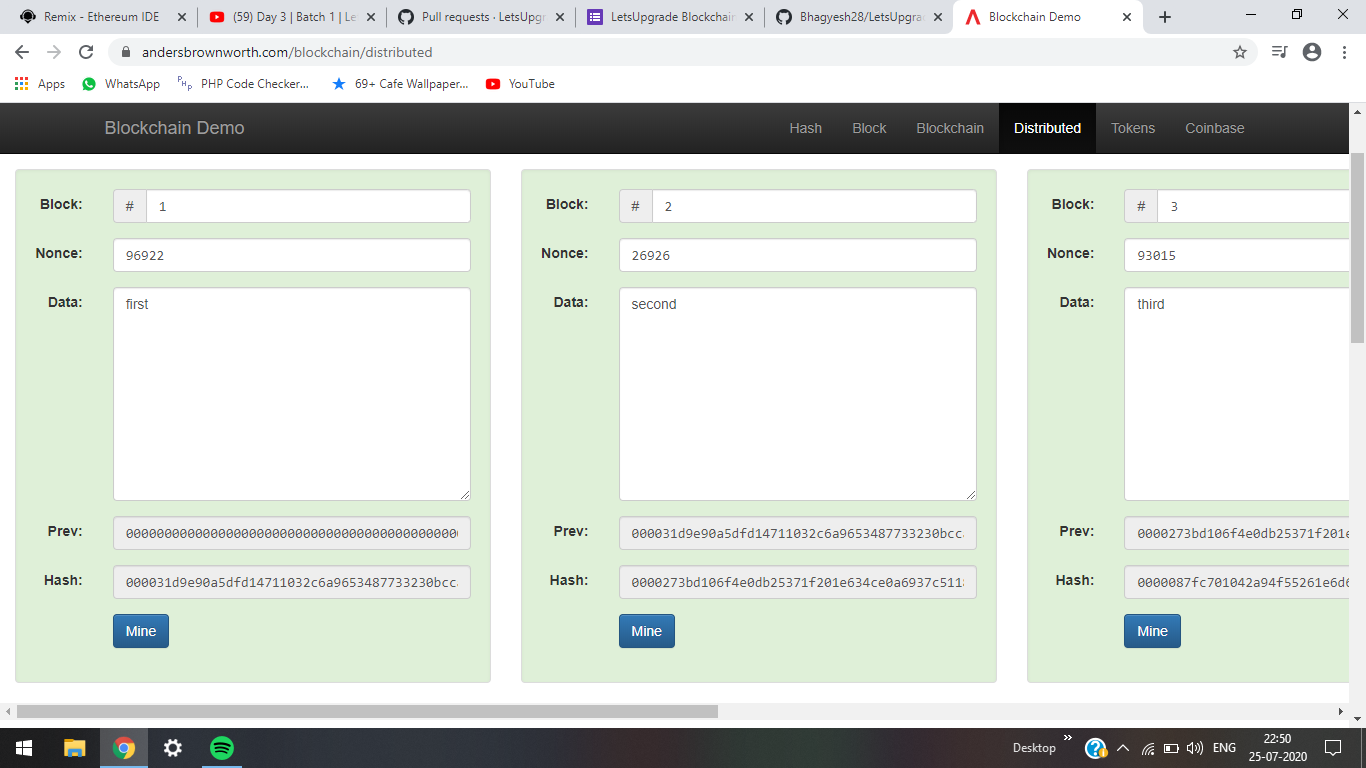 Remix - Ethereum IDE
(59) Day 3 | Batch 1 | Le
Pull requests · LetsUpgr
LetsUpgrade Blockchain
Bhagyesh28/LetsUpgra
Blockchain Demo
andersbrownworth.com/blockchain/distributed
Apps
WhatsApp
PHP Code Checker...
69+ Cafe Wallpaper...
YouTube
Blockchain Demo
Hash Block Blockchain Distributed Tokens Coinbase
Block: # 1
Nonce: 96922
Data: first
Prev: 00000000000000000000000000000000000000000000
Hash: 000031d9e90a5dfd14711032c6a9653487733230bcc
Mine
Block: # 2
Nonce: 26926
Data: second
Prev: 000031d9e90a5dfd14711032c6a9653487733230bcc
Hash: 0000273bd106f4e0db25371f201e634ce0a6937c511
Mine
Block: # 3
Nonce: 93015
Data: third
Prev: 0000273bd106f4e0db25371f201e
Hash: 0000087fc701042a94f55261e6d6
Mine
Desktop
ENG
22:50
25-07-2020